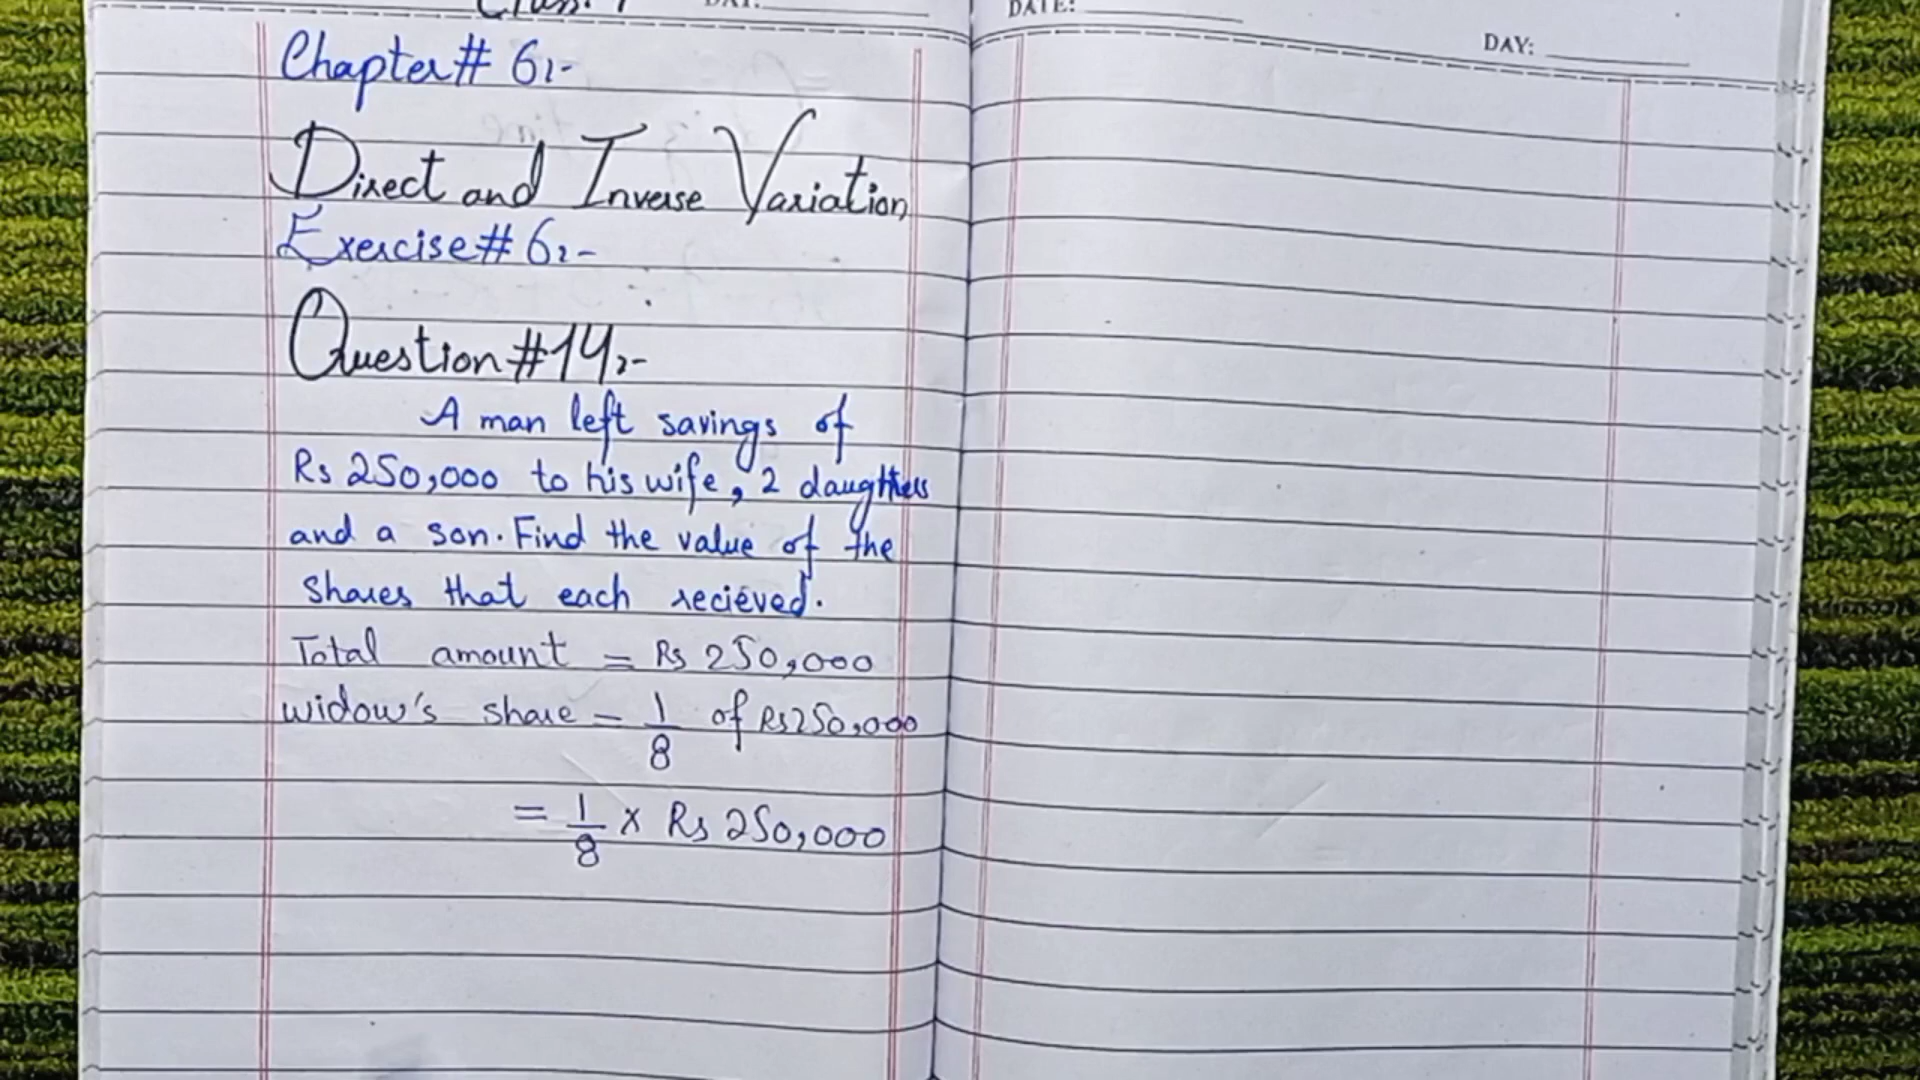 DATE:
DAY:
Chapter# 6:-
Direct and Inverse Variation
Exercise# 6:-
Question#14:-
A man left savings of
Rs 250,000 to his wife, 2 daugthers
and a son. Find the value of the
shares that each recieved.
Total amount = Rs 250,000
widow's share = 1/8 of Rs250,000
= 1/8 x Rs 250,000